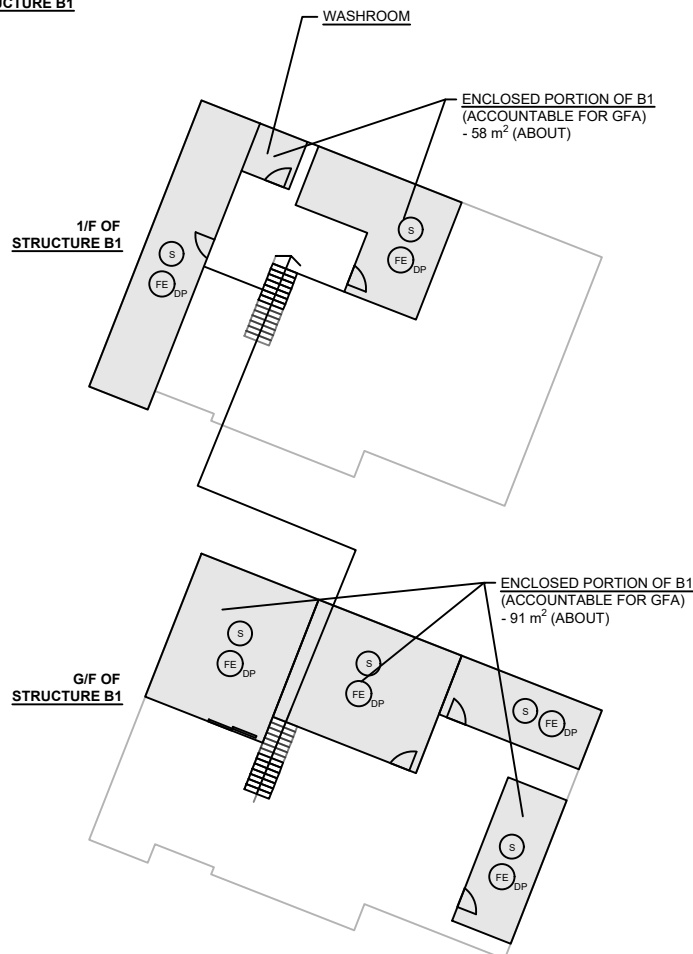 UCTURE B1
WASHROOM
ENCLOSED PORTION OF B1
(ACCOUNTABLE FOR GFA)
- 58 m² (ABOUT)
1/F OF
STRUCTURE B1
S
FE
DP
S
FE
DP
ENCLOSED PORTION OF B1
(ACCOUNTABLE FOR GFA)
- 91 m² (ABOUT)
G/F OF
STRUCTURE B1
S
FE
DP
S
FE
DP
S
FE
DP
S
FE
DP